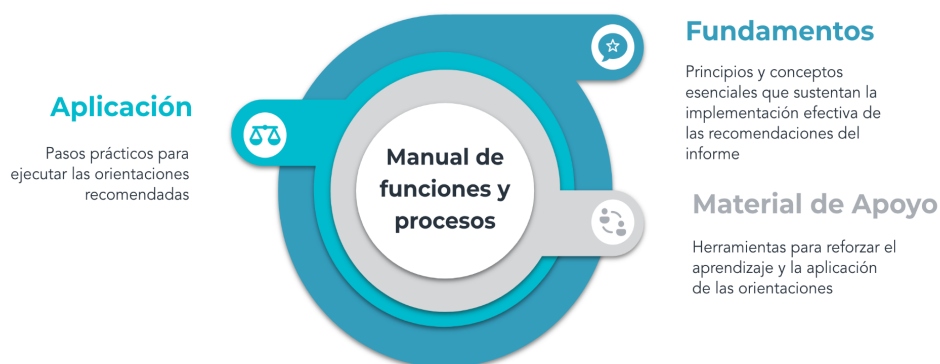 Fundamentos
Principios y conceptos
esenciales que sustentan la
implementación efectiva de
las recomendaciones del
informe
Aplicación
Pasos prácticos para
ejecutar las orientaciones
recomendadas
Manual de
funciones y
procesos
Material de Apoyo
Herramientas para reforzar el
aprendizaje y la aplicación
de las orientaciones